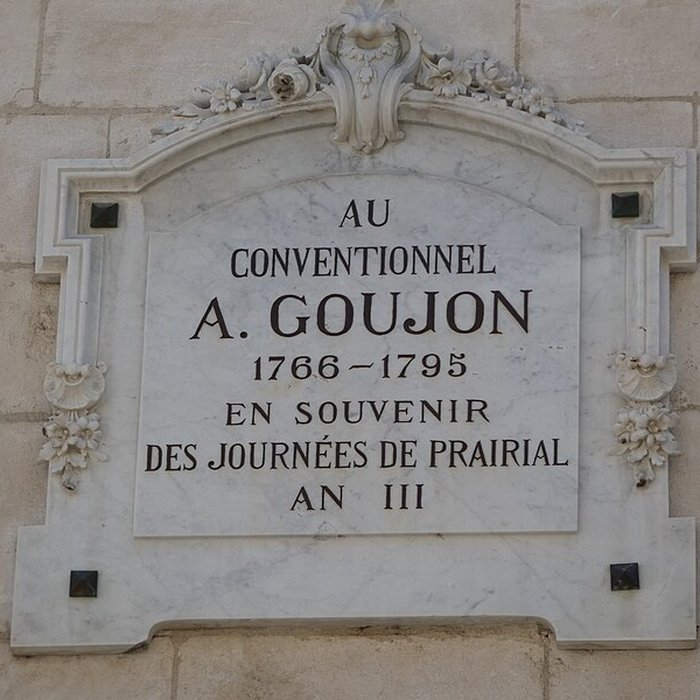 AU
CONVENTIONNEL
A. GOUJON
1766-1795
EN SOUVENIR
DES JOURNÉES DE PRAIRIAL
AN III